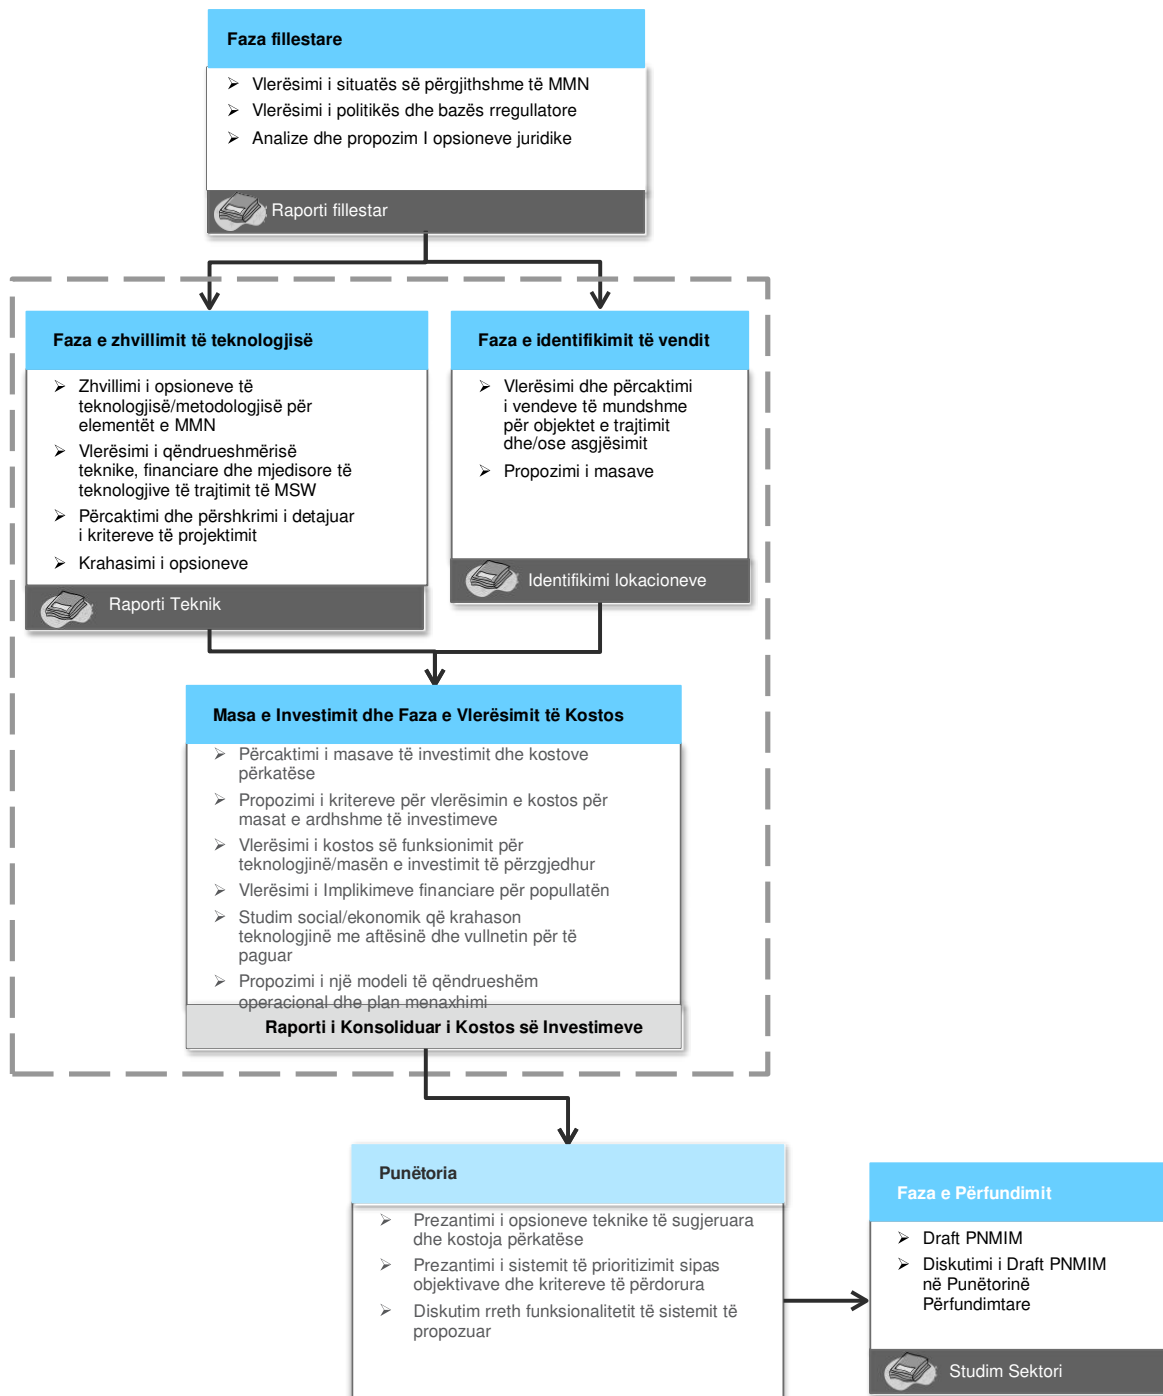 Faza fillestare
Vlerësimi i situatës së përgjithshme të MMN
Vlerësimi i politikës dhe bazës rregullatore
Analize dhe propozim I opsioneve juridike
Raporti fillestar
Faza e zhvillimit të teknologjisë
Zhvillimi i opsioneve të
teknologjisë/metodologjisë për
elementët e MMN
Vlerësimi i qëndrueshmërisë
teknike, financiare dhe mjedisore të
teknologjive të trajtimit të MSW
Përcaktimi dhe përshkrimi i detajuar
i kritereve të projektimit
Krahasimi i opsioneve
Raporti Teknik
Faza e identifikimit të vendit
Vlerësimi dhe përcaktimi
i vendeve të mundshme
për objektet e trajtimit
dhe/ose asgjësimit
Propozimi i masave
Identifikimi lokacioneve
Masa e Investimit dhe Faza e Vlerësimit të Kostos
Përcaktimi i masave të investimit dhe kostove
përkatëse
Propozimi i kritereve për vlerësimin e kostos për
masat e ardhshme të investimeve
Vlerësimi i kostos së funksionimit për
teknologjinë/masën e investimit të përzgjedhur
Vlerësimi i Implikimeve financiare për popullatën
Studim social/ekonomik që krahason
teknologjinë me aftësinë dhe vullnetin për të
paguar
Propozimi i një modeli të qëndrueshëm
operacional dhe plan menaxhimi
Raporti i Konsoliduar i Kostos së Investimeve
Punëtoria
Prezantimi i opsioneve teknike të sugjeruara
dhe kostoja përkatëse
Prezantimi i sistemit të prioritizimit sipas
objektivave dhe kritereve të përdorura
Diskutim rreth funksionalitetit të sistemit të
propozuar
Faza e Përfundimit
Draft PNMIM
Diskutimi i Draft PNMIM
në Punëtorinë
Përfundimtare
Studim Sektori